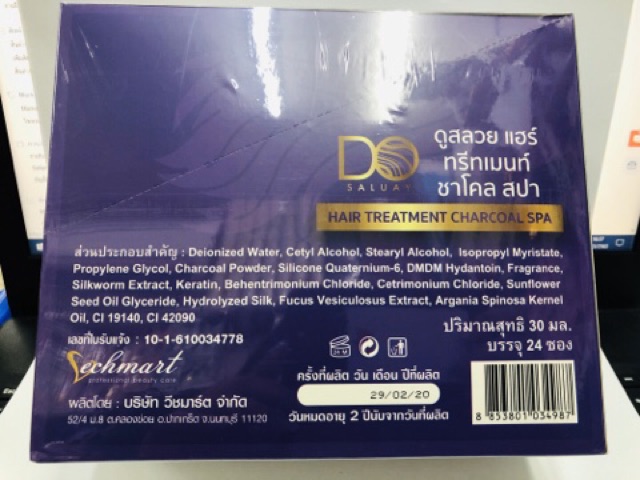 DO
SALUAY
ดูสลวย แฮร์
ทรีทเมนท์
ชาโคล สปา
HAIR TREATMENT CHARCOAL SPA
ส่วนประกอบสำคัญ : Deionized Water, Cetyl Alcohol, Stearyl Alcohol, Isopropyl Myristate,
Propylene Glycol, Charcoal Powder, Silicone Quaternium-6, DMDM Hydantoin, Fragrance,
Silkworm Extract, Keratin, Behentrimonium Chloride, Cetrimonium Chloride, Sunflower
Seed Oil Glyceride, Hydrolyzed Silk, Fucus Vesiculosus Extract, Argania Spinosa Kernel
Oil, CI 19140, CI 42090
เลขที่ใบรับแจ้ง : 10-1-610034778
ปริมาณสุทธิ 30 มล.
บรรจุ 24 ซอง
24 M
Vechmart
professional beauty care
ครั้งที่ผลิต วัน เดือน ปีที่ผลิต
29/02/20
วันหมดอายุ 2 ปีนับจากวันที่ผลิต
ผลิตโดย : บริษัท วีชมาร์ต จำกัด
52/4 ม.8 ต.คลองข่อย อ.ปากเกร็ด จ.นนทบุรี 11120
8 853801 034987